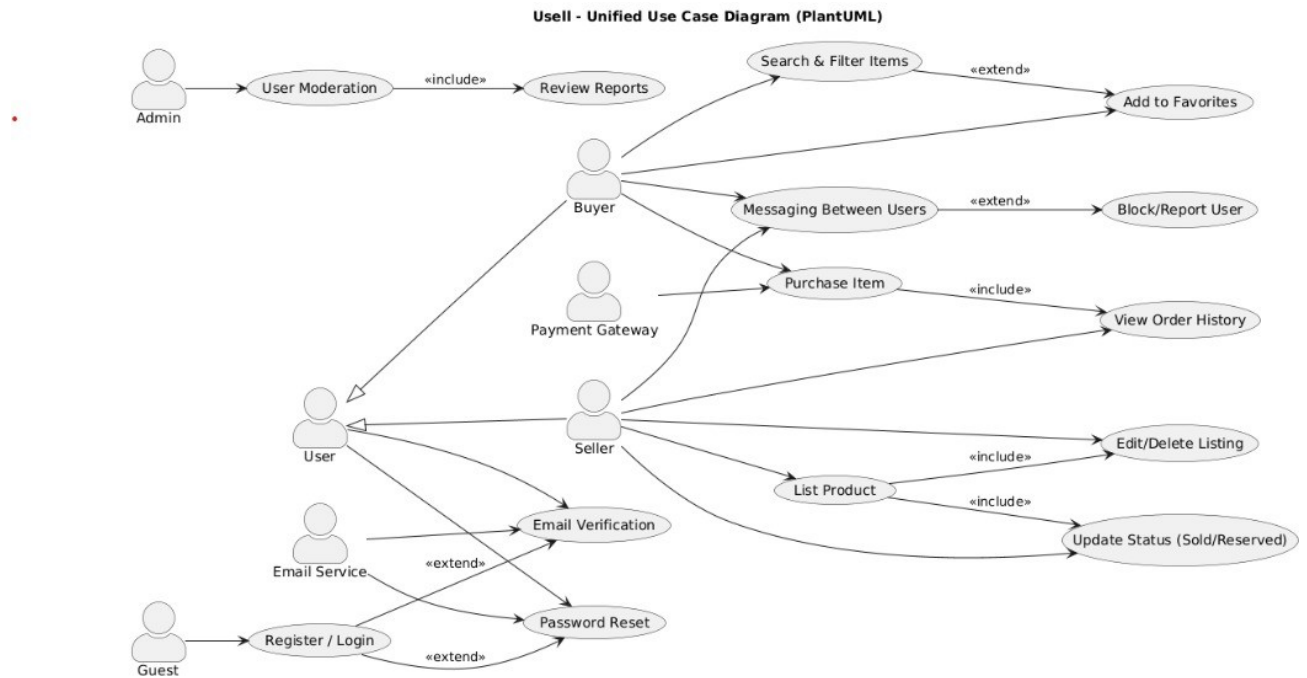 Usell - Unified Use Case Diagram (PlantUML)
Admin
User Moderation
«include»
Review Reports
Search & Filter Items
«extend»
Add to Favorites
Buyer
Messaging Between Users
«extend»
Block/Report User
Payment Gateway
Purchase Item
«include»
View Order History
User
Seller
Edit/Delete Listing
«include»
List Product
«include»
Update Status (Sold/Reserved)
Email Service
Email Verification
«extend»
Guest
Register / Login
Password Reset
«extend»